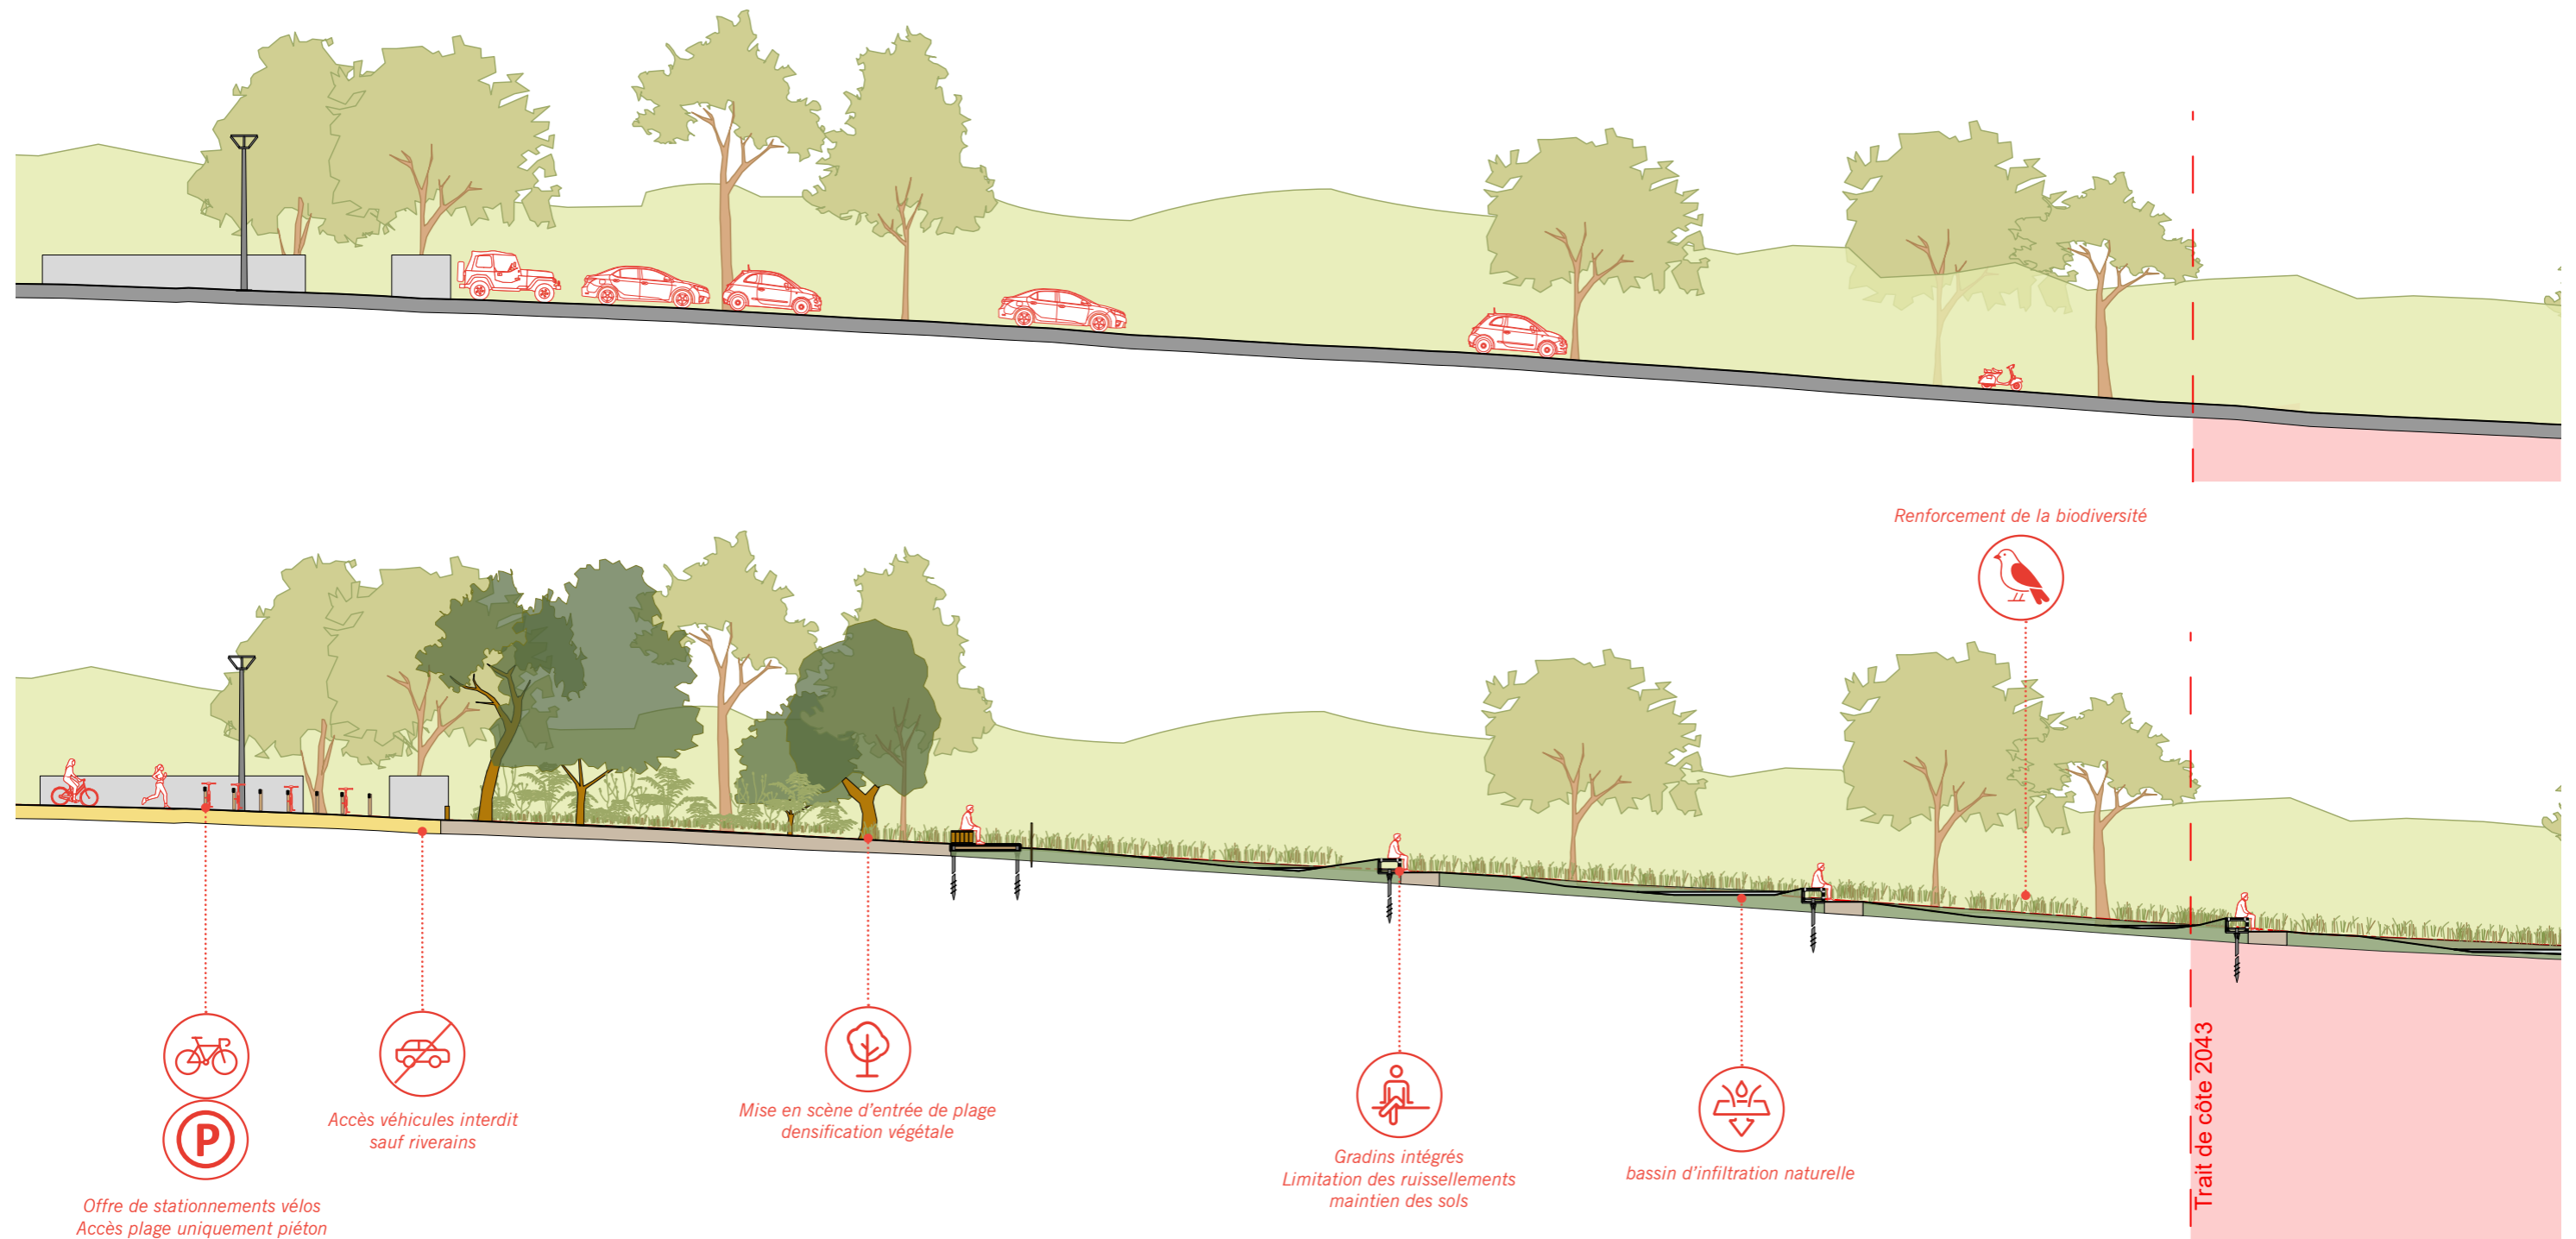 Renforcement de la biodiversité
Trait de côte 2043
P
Offre de stationnements vélos
Accès plage uniquement piéton
Accès véhicules interdit
sauf riverains
Mise en scène d'entrée de plage
densification végétale
Gradins intégrés
Limitation des ruissellements
maintien des sols
bassin d'infiltration naturelle